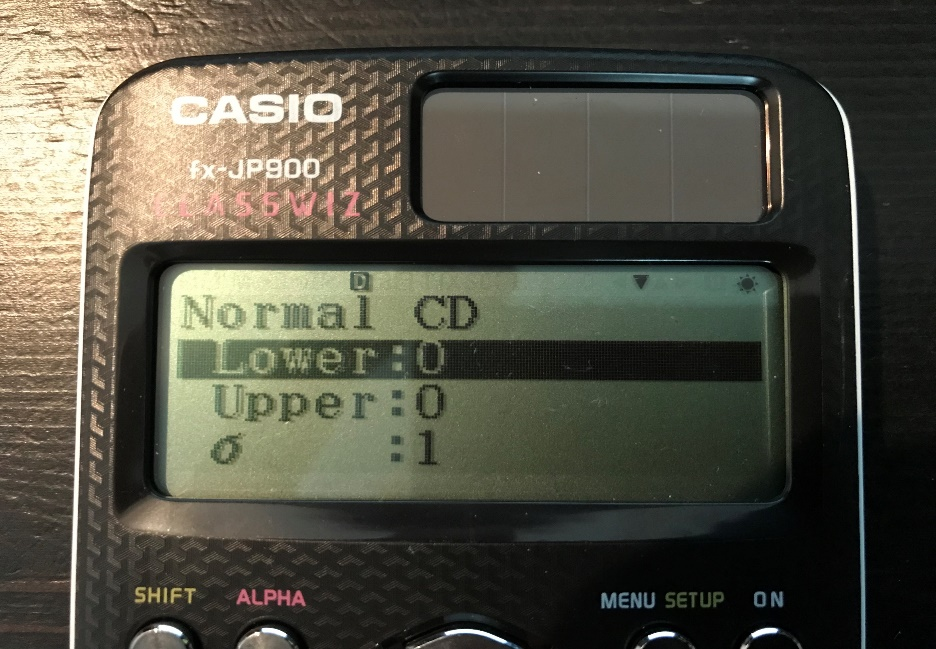 CASIO
fx-JP900
CLASSWIZ
D
Normal CD
Lower:0
Upper:0
σ :1
SHIFT ALPHA MENU SETUP ON